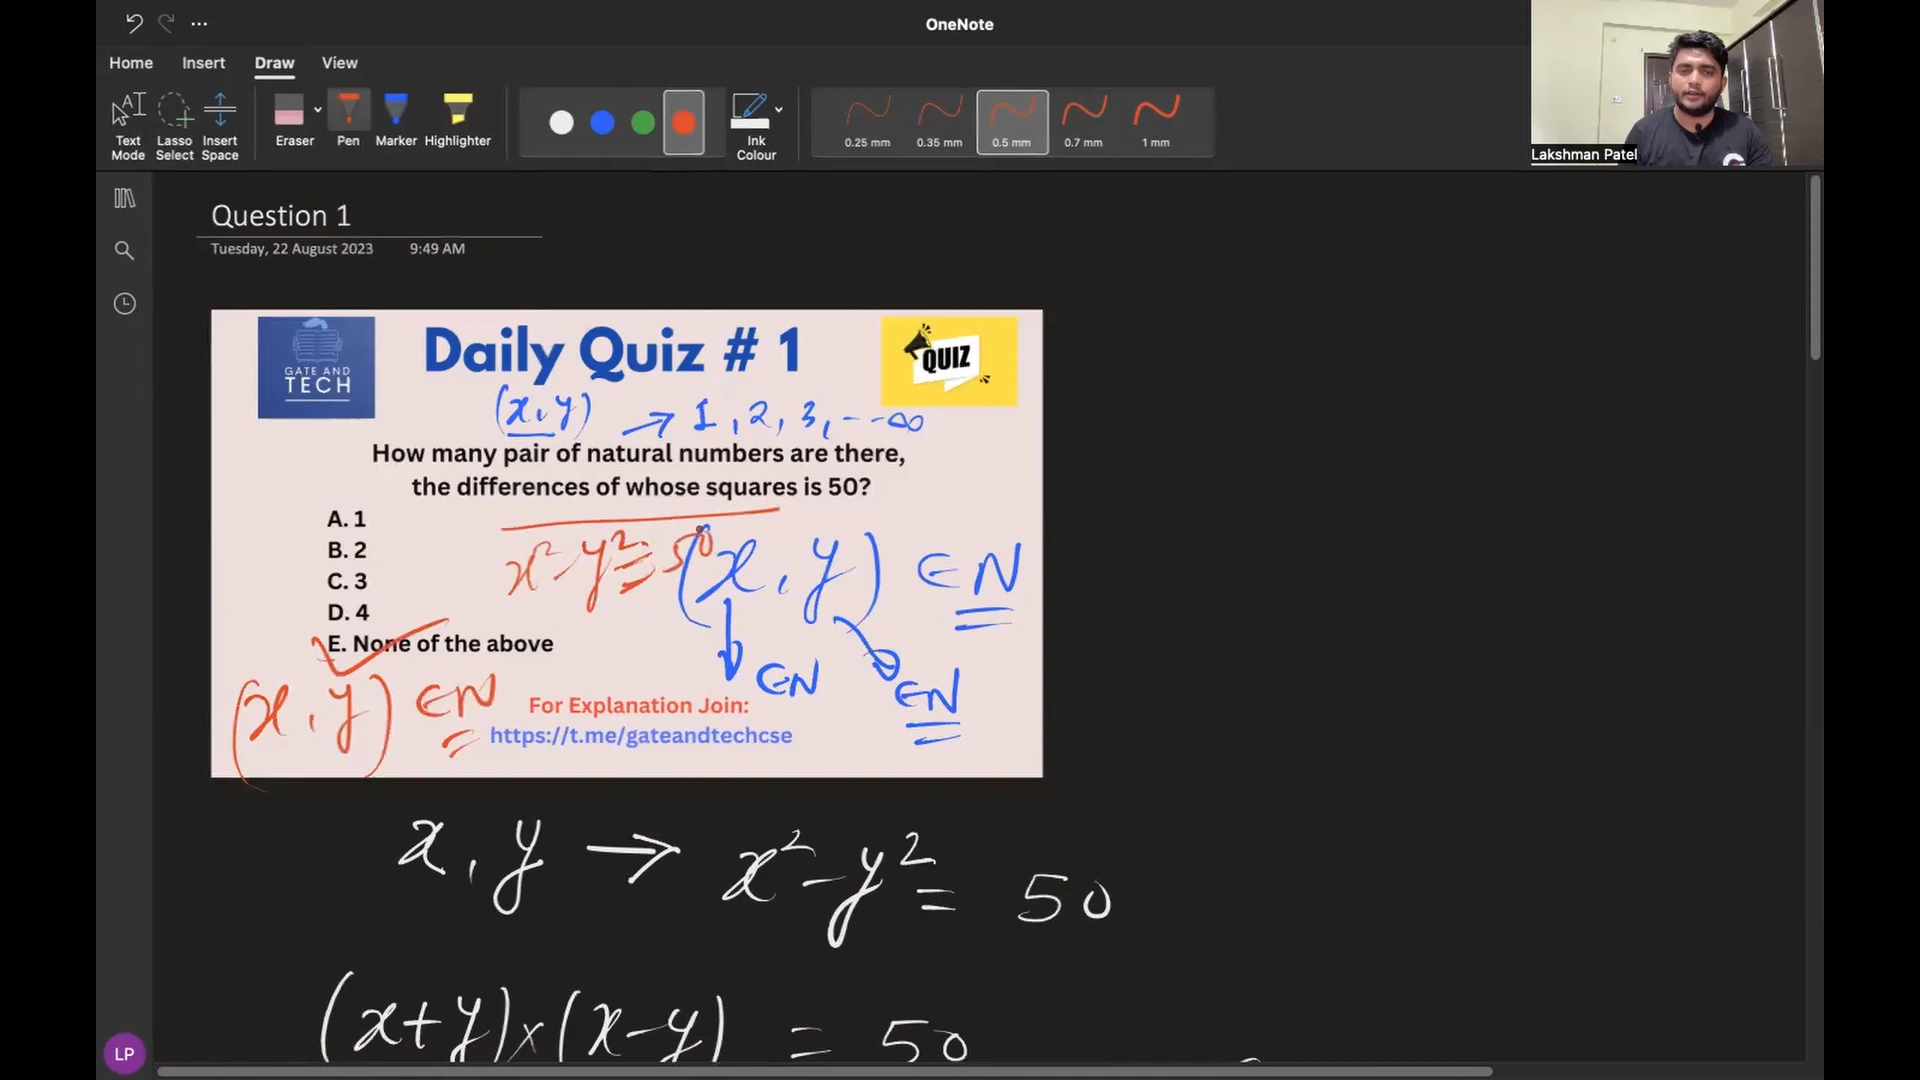 OneNote
Home Insert Draw View
Text Mode
Lasso Select
Insert Space
Eraser
Pen
Marker
Highlighter
Ink Colour
0.25 mm
0.35 mm
0.5 mm
0.7 mm
1 mm
Lakshman Patel
Question 1
Tuesday, 22 August 2023 9:49 AM
GATE AND
TECH
Daily Quiz # 1
QUIZ
(x, y) → 1, 2, 3, --∞
How many pair of natural numbers are there,
the differences of whose squares is 50?
A. 1
B. 2
C. 3
D. 4
E. None of the above
x² - y² = 50
(x, y) ∈ N
∈N
∈N
(x, y) ∈N
For Explanation Join:
https://t.me/gateandtechcse
x, y → x² - y² = 50
(x+y)×(x-y) = 50
LP